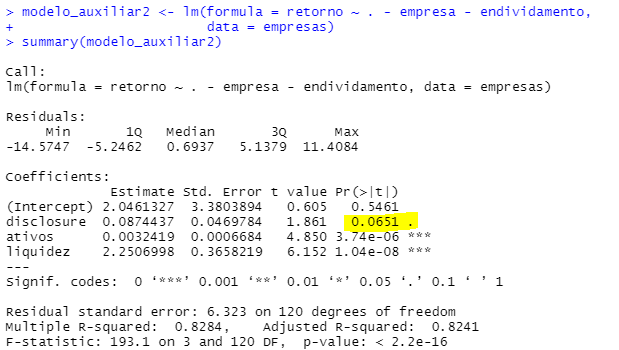 > modelo_auxiliar2 <- lm(formula = retorno ~ . - empresa - endividamento,
+                        data = empresas)
> summary(modelo_auxiliar2)

Call:
lm(formula = retorno ~ . - empresa - endividamento, data = empresas)

Residuals:
     Min       1Q   Median       3Q      Max
-14.5747  -5.2462   0.6937   5.1379  11.4084

Coefficients:
             Estimate Std. Error t value Pr(>|t|)
(Intercept) 2.0461327  3.3803894   0.605   0.5461
disclosure  0.0874437  0.0469784   1.861   0.0651 .
ativos      0.0032419  0.0006684   4.850 3.74e-06 ***
liquidez    2.2506998  0.3658219   6.152 1.04e-08 ***
---
Signif. codes:  0 ‘***’ 0.001 ‘**’ 0.01 ‘*’ 0.05 ‘.’ 0.1 ‘ ’ 1

Residual standard error: 6.323 on 120 degrees of freedom
Multiple R-squared:  0.8284,    Adjusted R-squared:  0.8241
F-statistic: 193.1 on 3 and 120 DF,  p-value: < 2.2e-16